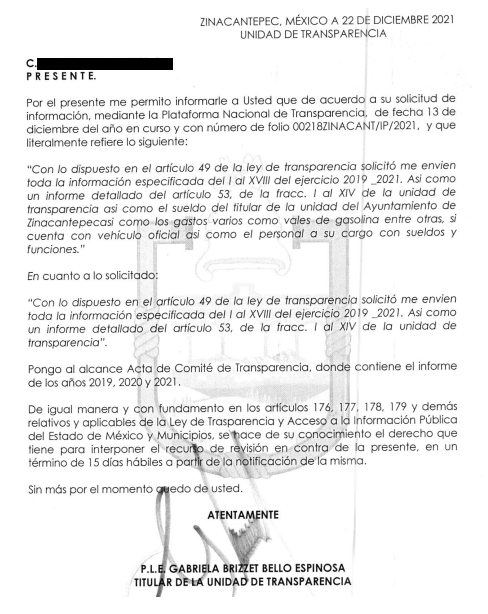 ZINACANTEPEC, MÉXICO A 22 DE DICIEMBRE 2021
UNIDAD DE TRANSPARENCIA
C.
P R E S E N T E.
Por el presente me permito informarle a Usted que de acuerdo a su solicitud de
información, mediante la Plataforma Nacional de Transparencia, de fecha 13 de
diciembre del año en curso y con número de folio 00218ZINACANT/IP/2021, y que
literalmente refiere lo siguiente:
"Con lo dispuesto en el artículo 49 de la ley de transparencia solicitó me envien
toda la información especificada del I al XVIII del ejercicio 2019 _2021. Asi como
un informe detallado del artículo 53, de la fracc. I al XIV de la unidad de
transparencia asi como el sueldo del titular de la unidad del Ayuntamiento de
Zinacantepecasi como los gastos varios como vales de gasolina entre otras, si
cuenta con vehículo oficial asi como el personal a su cargo con sueldos y
funciones."
En cuanto a lo solicitado:
"Con lo dispuesto en el artículo 49 de la ley de transparencia solicitó me envien
toda la información especificada del I al XVIII del ejercicio 2019 _2021. Asi como
un informe detallado del artículo 53, de la fracc. I al XIV de la unidad de
transparencia".
Pongo al alcance Acta de Comité de Transparencia, donde contiene el informe
de los años 2019, 2020 y 2021.
De igual manera y con fundamento en los artículos 176, 177, 178, 179 y demás
relativos y aplicables de la Ley de Trasparencia y Acceso a la Información Pública
del Estado de México y Municipios, se hace de su conocimiento el derecho que
tiene para interponer el recurso de revisión en contra de la presente, en un
término de 15 días hábiles a partir de la notificación de la misma.
Sin más por el momento quedo de usted.
ATENTAMENTE
P.L.E. GABRIELA BRIZZET BELLO ESPINOSA
TITULAR DE LA UNIDAD DE TRANSPARENCIA